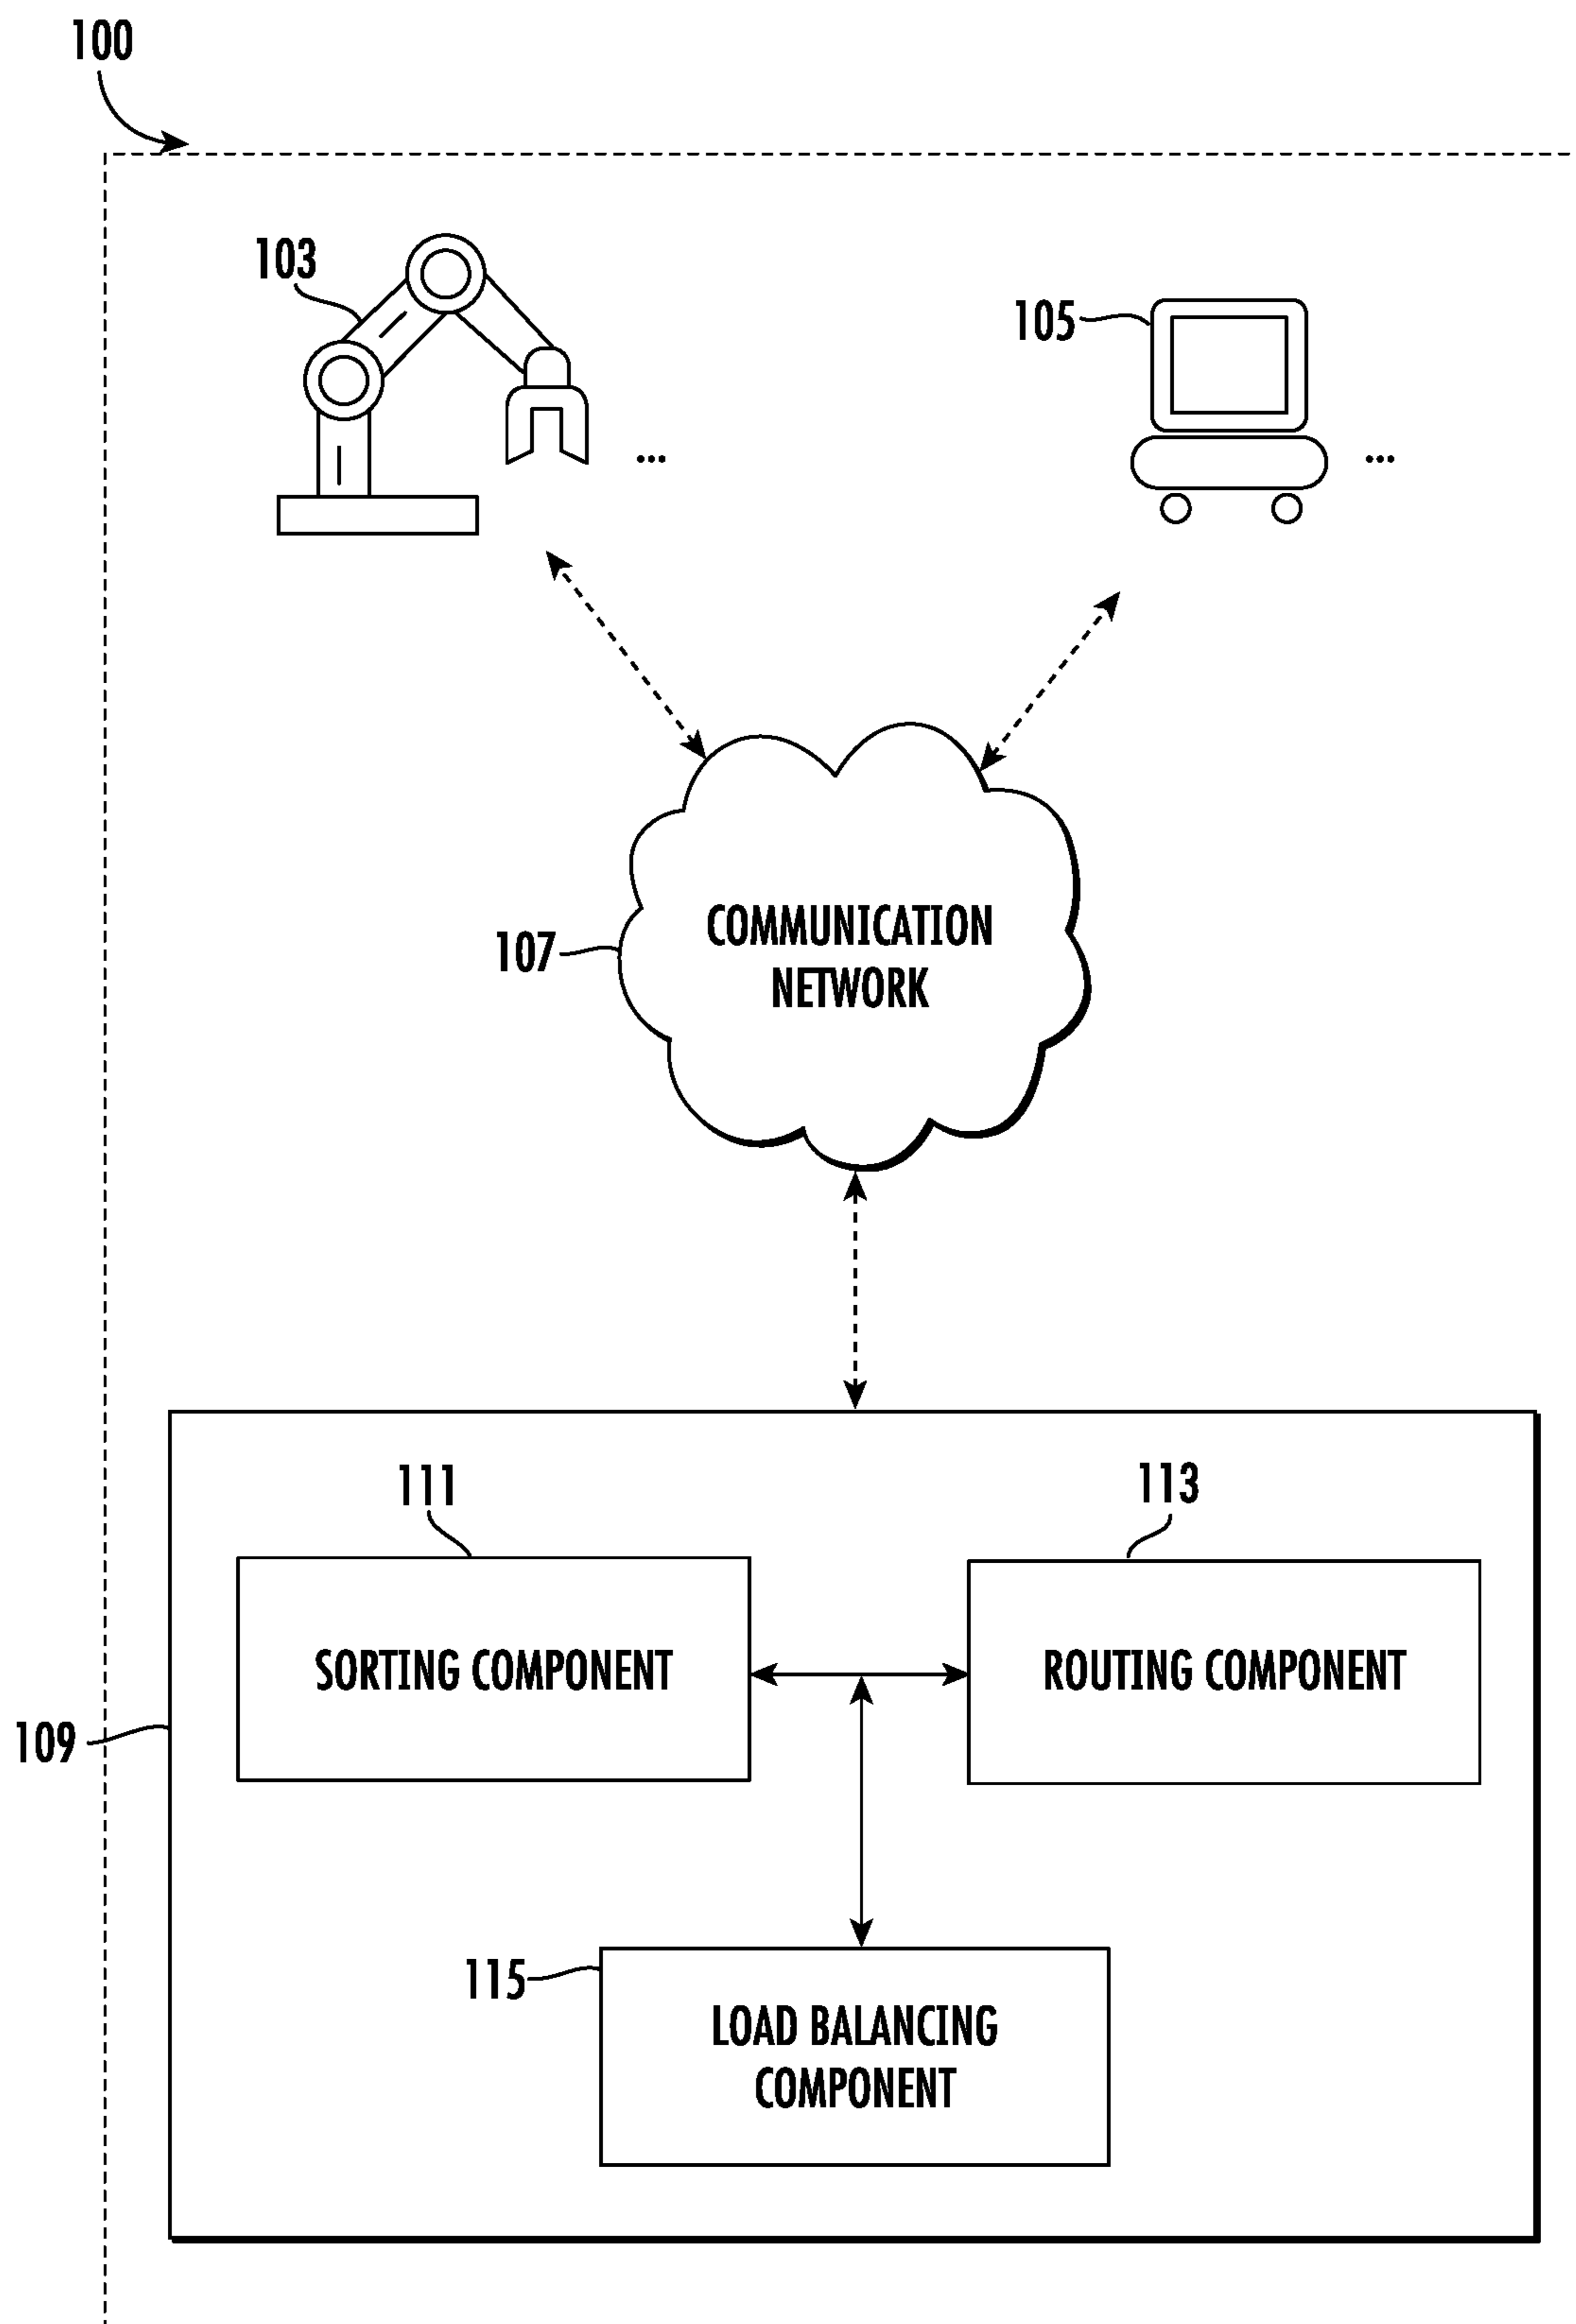 100
103
105
...
...
COMMUNICATION
NETWORK
107
111
113
SORTING COMPONENT
ROUTING COMPONENT
109
115
LOAD BALANCING
COMPONENT